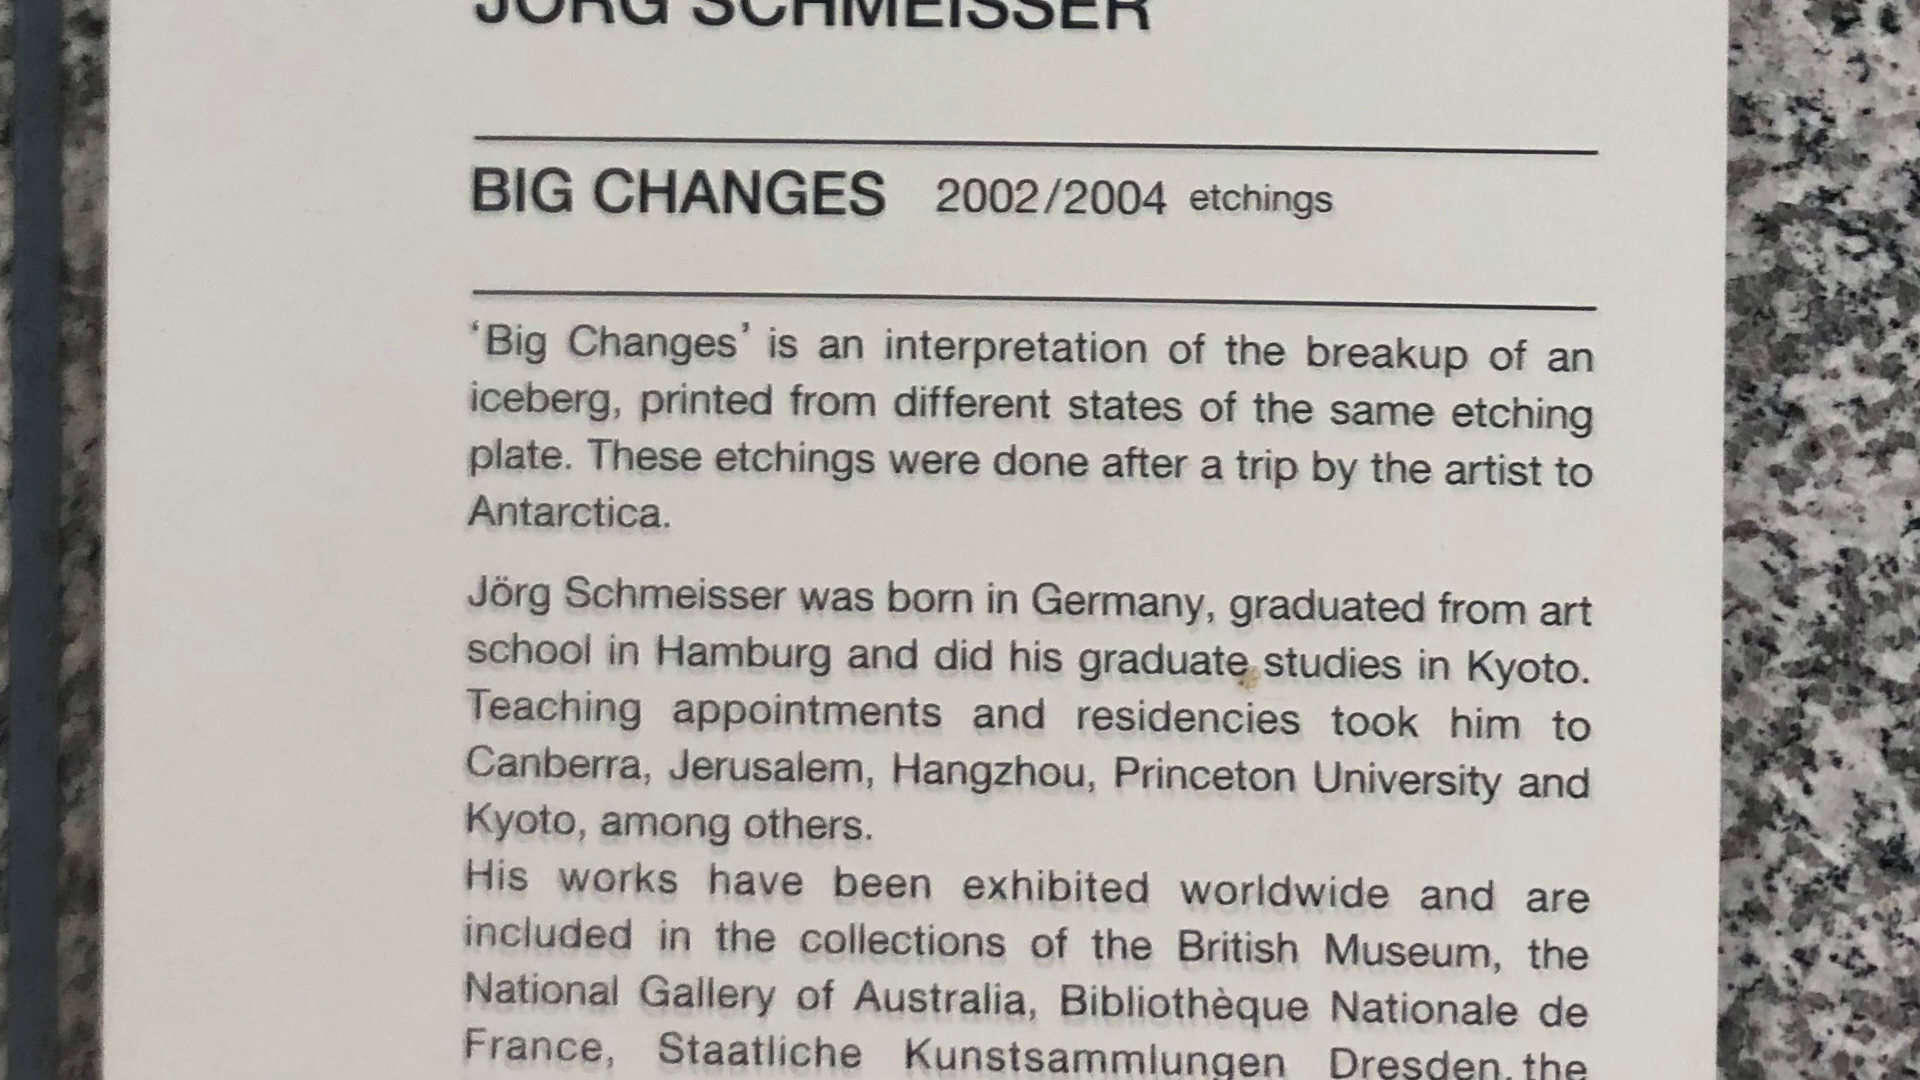 JÖRG SCHMEISSER
BIG CHANGES 2002/2004 etchings
‘Big Changes’ is an interpretation of the breakup of an
iceberg, printed from different states of the same etching
plate. These etchings were done after a trip by the artist to
Antarctica.
Jörg Schmeisser was born in Germany, graduated from art
school in Hamburg and did his graduate studies in Kyoto.
Teaching appointments and residencies took him to
Canberra, Jerusalem, Hangzhou, Princeton University and
Kyoto, among others.
His works have been exhibited worldwide and are
included in the collections of the British Museum, the
National Gallery of Australia, Bibliothèque Nationale de
France, Staatliche Kunstsammlungen Dresden, the